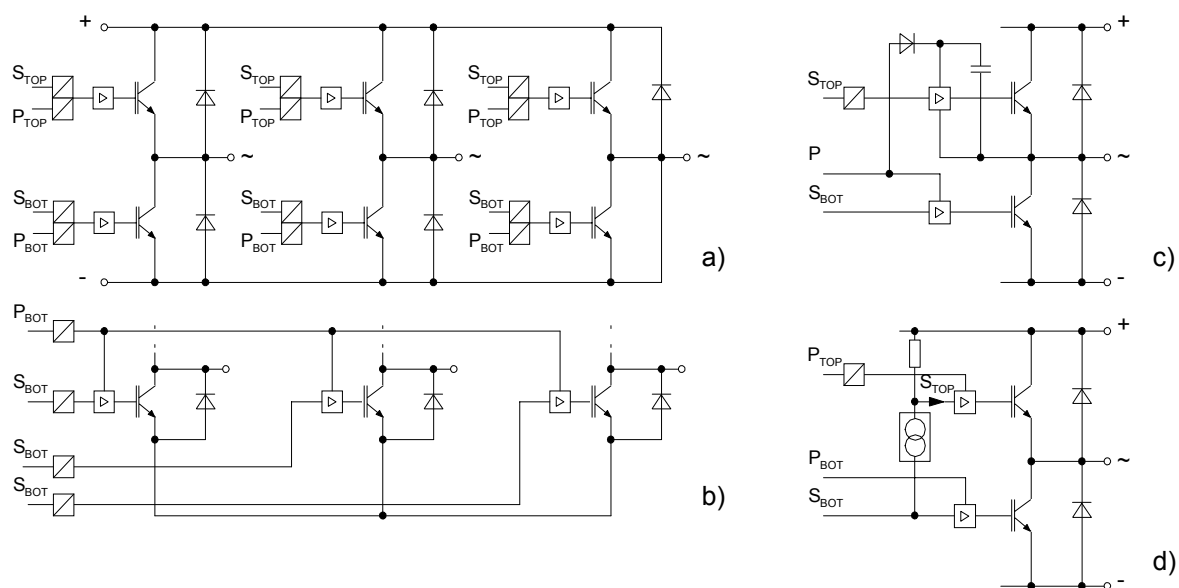 +
S_TOP S_TOP S_TOP
P_TOP P_TOP P_TOP
~ ~ ~
S_BOT S_BOT S_BOT
P_BOT P_BOT P_BOT
-
a)
+
S_TOP
~
P
S_BOT
-
c)
P_BOT
S_BOT
S_BOT
S_BOT
b)
+
P_TOP
S_TOP
P_BOT
~
S_BOT
-
d)